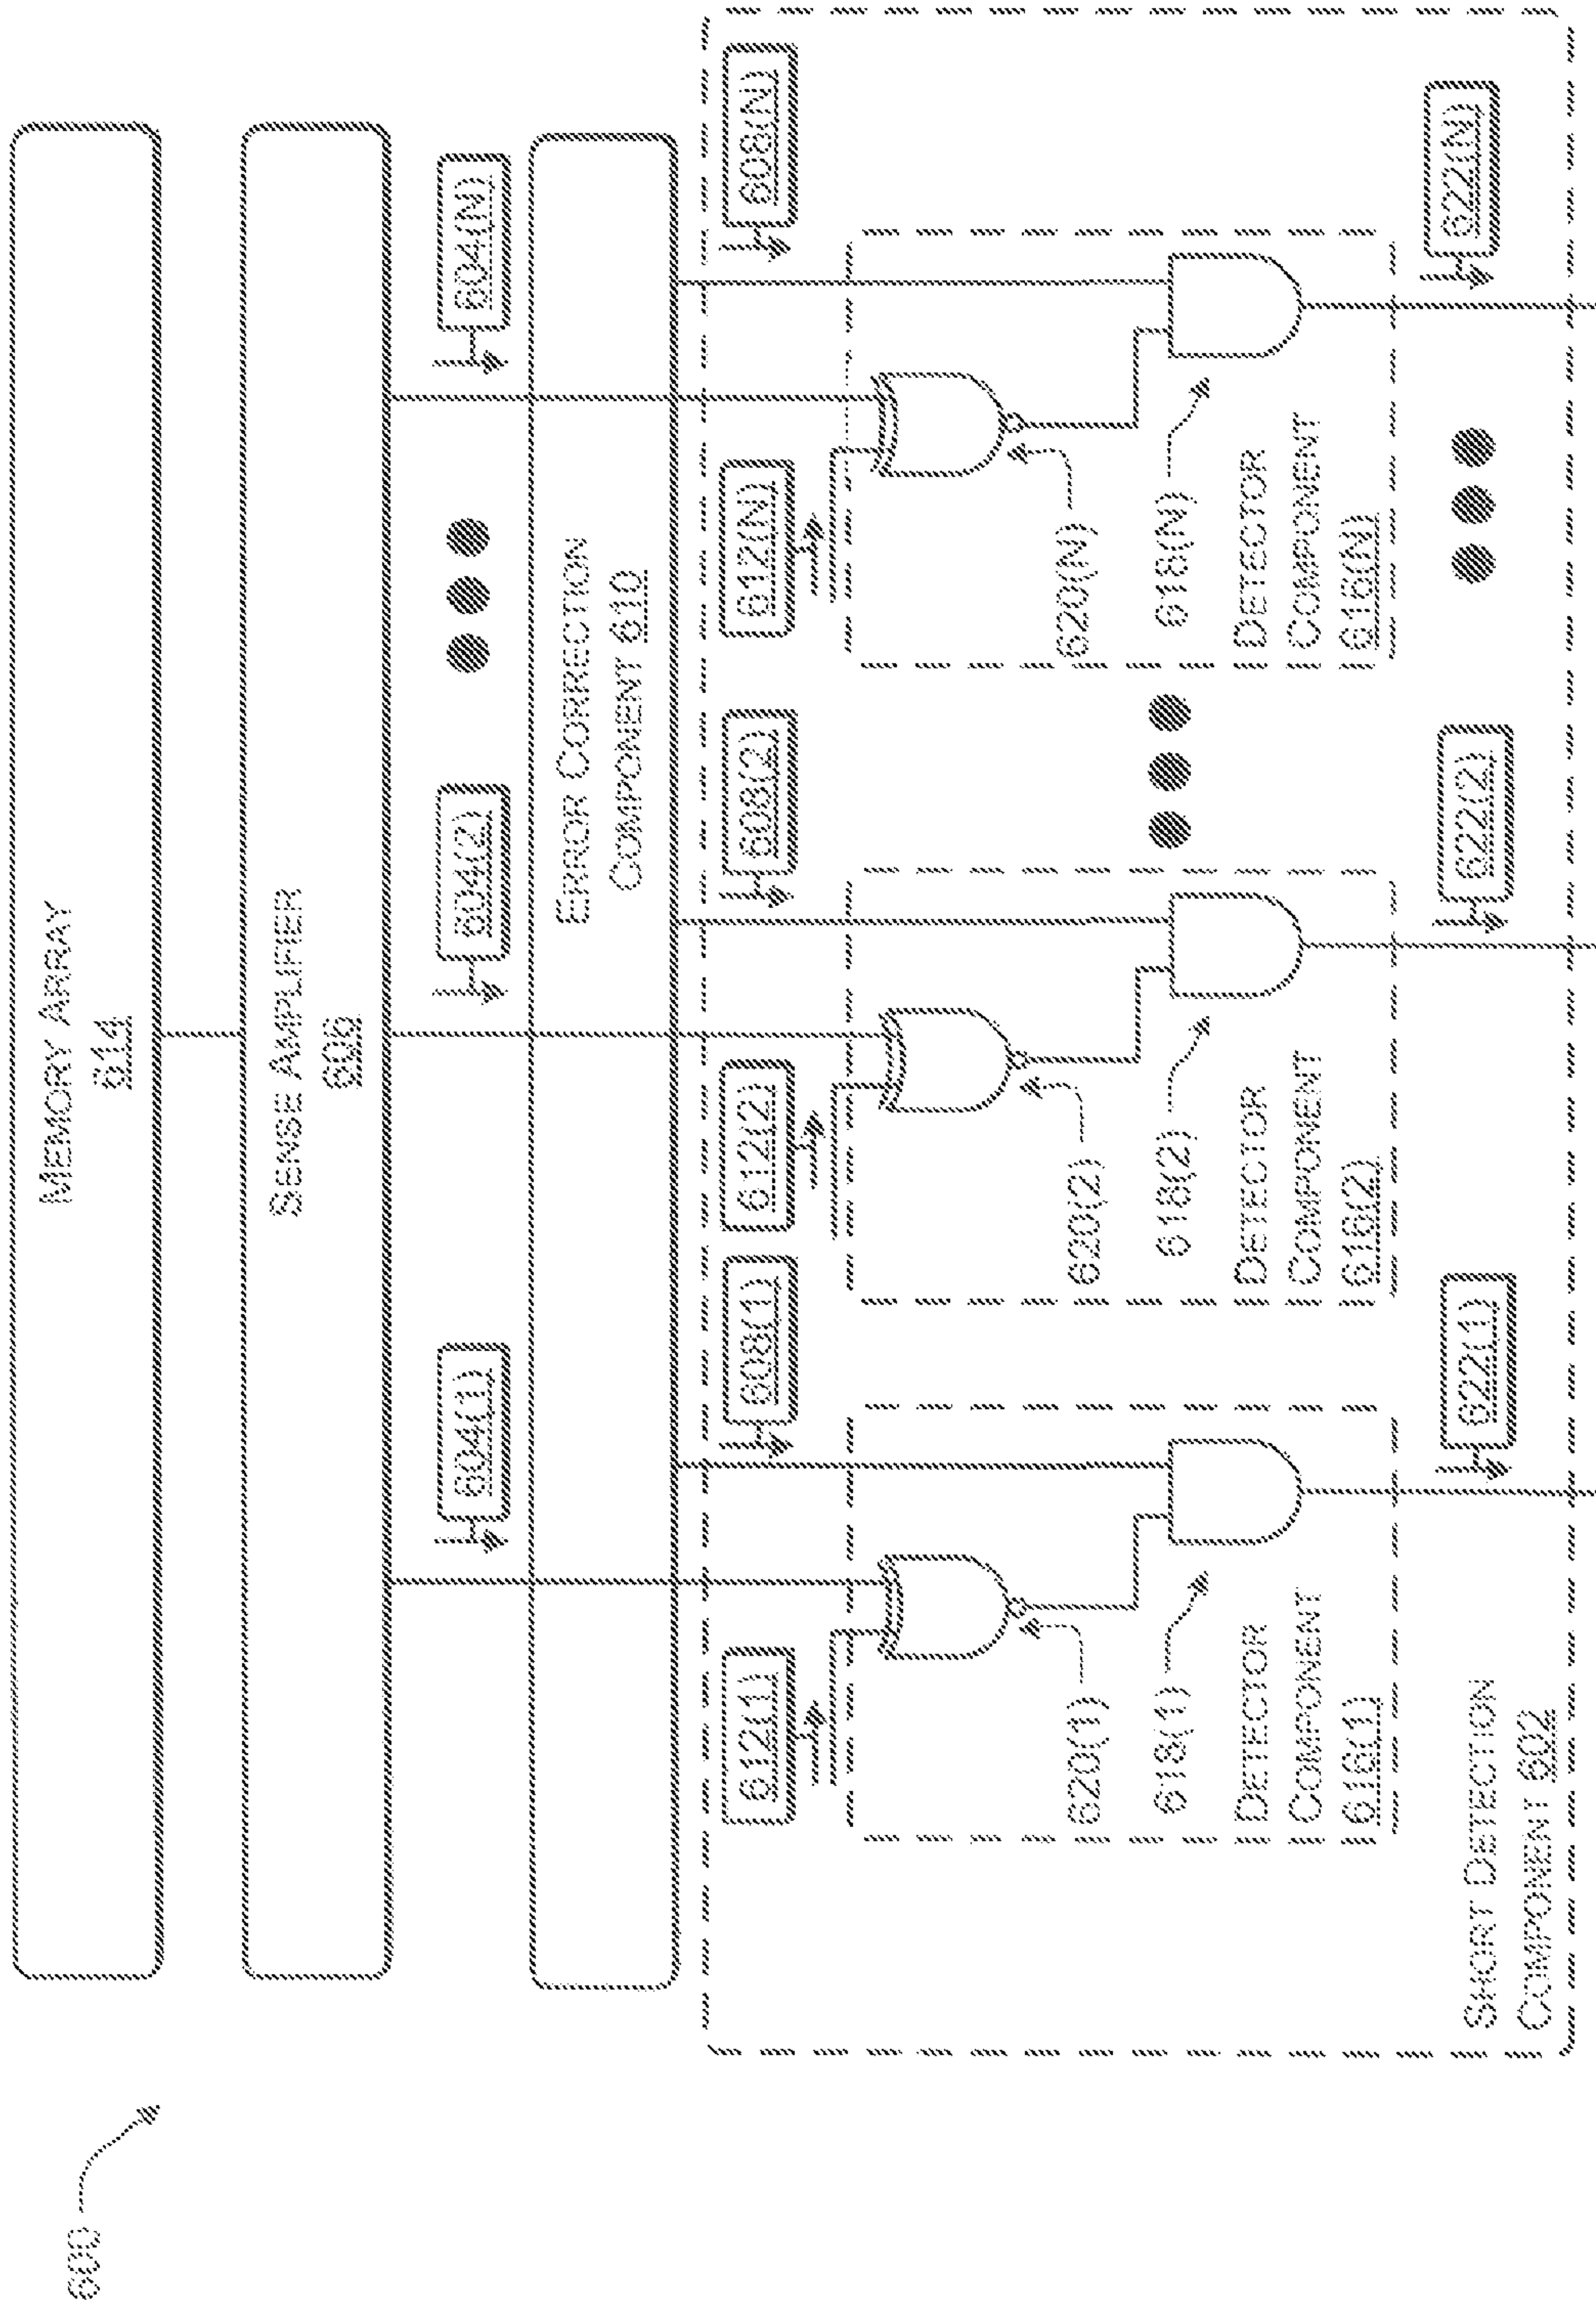 600
MEMORY ARRAY
614
SENSE AMPLIFIER
606
604(1)
604(2)
604(N)
ERROR CORRECTION
COMPONENT 610
612(1)
608(1)
612(2)
608(2)
612(N)
608(N)
620(1)
620(2)
620(N)
618(1)
618(2)
618(N)
DETECTOR
COMPONENT
616(1)
DETECTOR
COMPONENT
616(2)
DETECTOR
COMPONENT
616(N)
622(1)
622(2)
622(N)
SHORT DETECTION
COMPONENT 602